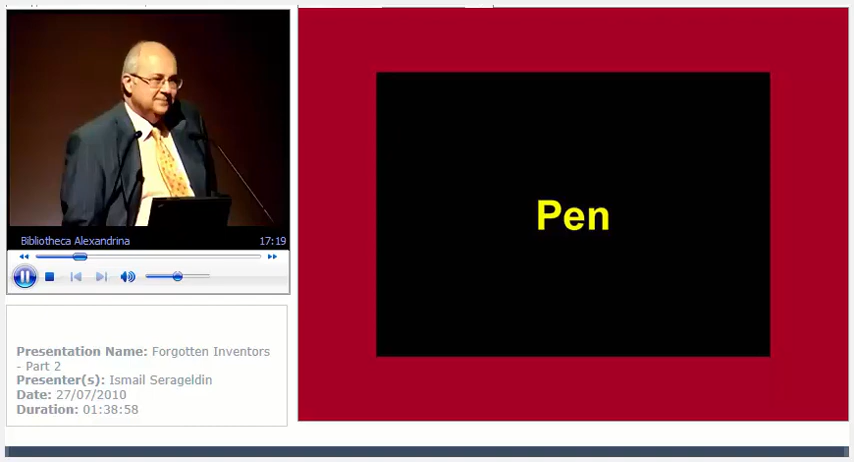 Bibliotheca Alexandrina 17:19
Presentation Name: Forgotten Inventors
- Part 2
Presenter(s): Ismail Serageldin
Date: 27/07/2010
Duration: 01:38:58
Pen